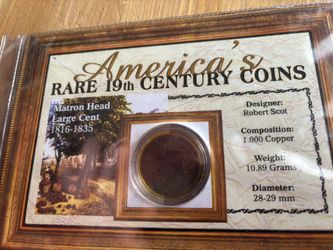 America's
RARE 19th CENTURY COINS
Matron Head
Large Cent
1816-1835
Designer:
Robert Scot
Composition:
1.000 Copper
Weight:
10.89 Grams
Diameter:
28-29 mm